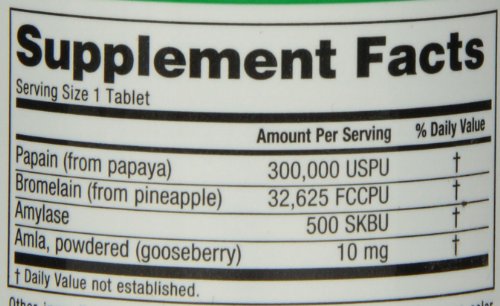 Supplement Facts
Serving Size 1 Tablet
Amount Per Serving % Daily Value
Papain (from papaya) 300,000 USPU †
Bromelain (from pineapple) 32,625 FCCPU †
Amylase 500 SKBU †
Amla, powdered (gooseberry) 10 mg †
† Daily Value not established.